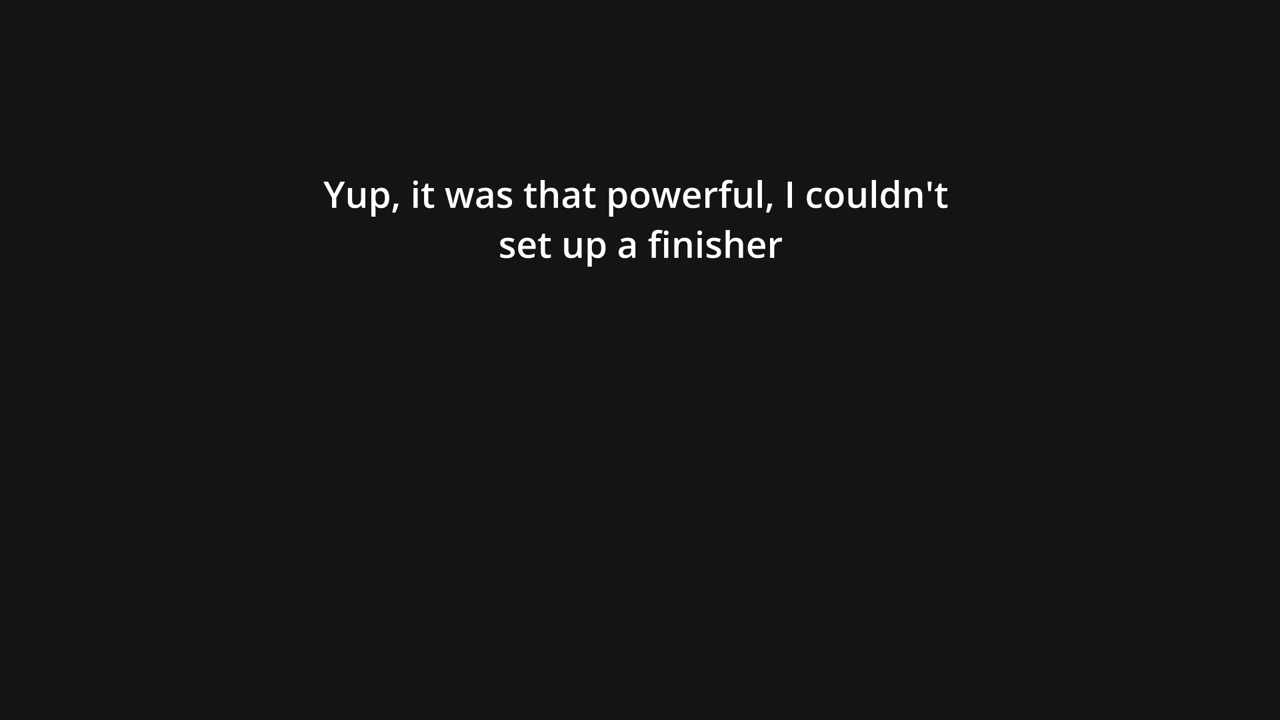 Yup, it was that powerful, I couldn't
set up a finisher